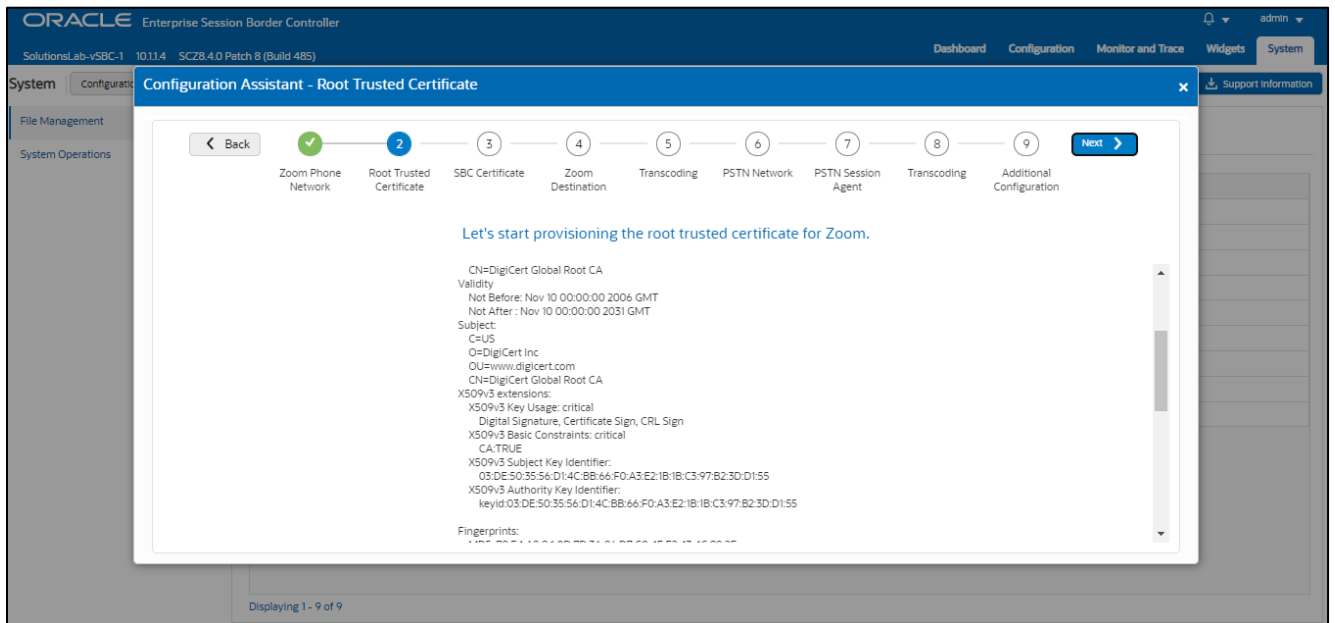 ORACLE Enterprise Session Border Controller
admin
SolutionsLab-vSBC-1 10.1.1.4 SCZ8.4.0 Patch 8 (Build 485)
Dashboard Configuration Monitor and Trace Widgets System
System
Configuration Assistant - Root Trusted Certificate
×
Support Information
File Management
System Operations
Back
2 3 4 5 6 7 8 9
Next
Zoom Phone Network
Root Trusted Certificate
SBC Certificate
Zoom Destination
Transcoding
PSTN Network
PSTN Session Agent
Transcoding
Additional Configuration
Let's start provisioning the root trusted certificate for Zoom.
CN=DigiCert Global Root CA
Validity
Not Before: Nov 10 00:00:00 2006 GMT
Not After : Nov 10 00:00:00 2031 GMT
Subject:
C=US
O=DigiCert Inc
OU=www.digicert.com
CN=DigiCert Global Root CA
X509v3 extensions:
X509v3 Key Usage: critical
Digital Signature, Certificate Sign, CRL Sign
X509v3 Basic Constraints: critical
CA:TRUE
X509v3 Subject Key Identifier:
03:DE:50:35:56:D1:4C:BB:66:F0:A3:E2:1B:1B:C3:97:B2:3D:D1:55
X509v3 Authority Key Identifier:
keyid:03:DE:50:35:56:D1:4C:BB:66:F0:A3:E2:1B:1B:C3:97:B2:3D:D1:55
Fingerprints:
Displaying 1 - 9 of 9